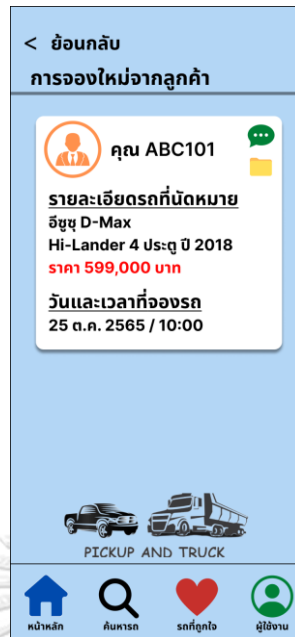 < ย้อนกลับ
การจองใหม่จากลูกค้า
คุณ ABC101
รายละเอียดรถที่นัดหมาย
อีซูซุ D-Max
Hi-Lander 4 ประตู ปี 2018
ราคา 599,000 บาท
วันและเวลาที่จองรถ
25 ต.ค. 2565 / 10:00
PICKUP AND TRUCK
หน้าหลัก ค้นหารถ รถที่ถูกใจ ผู้ใช้งาน